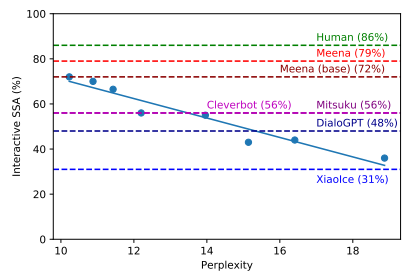 100
80
60
40
20
0
Interactive SSA (%)
Human (86%)
Meena (79%)
Meena (base) (72%)
Cleverbot (56%) Mitsuku (56%)
DialoGPT (48%)
XiaoIce (31%)
10 12 14 16 18
Perplexity